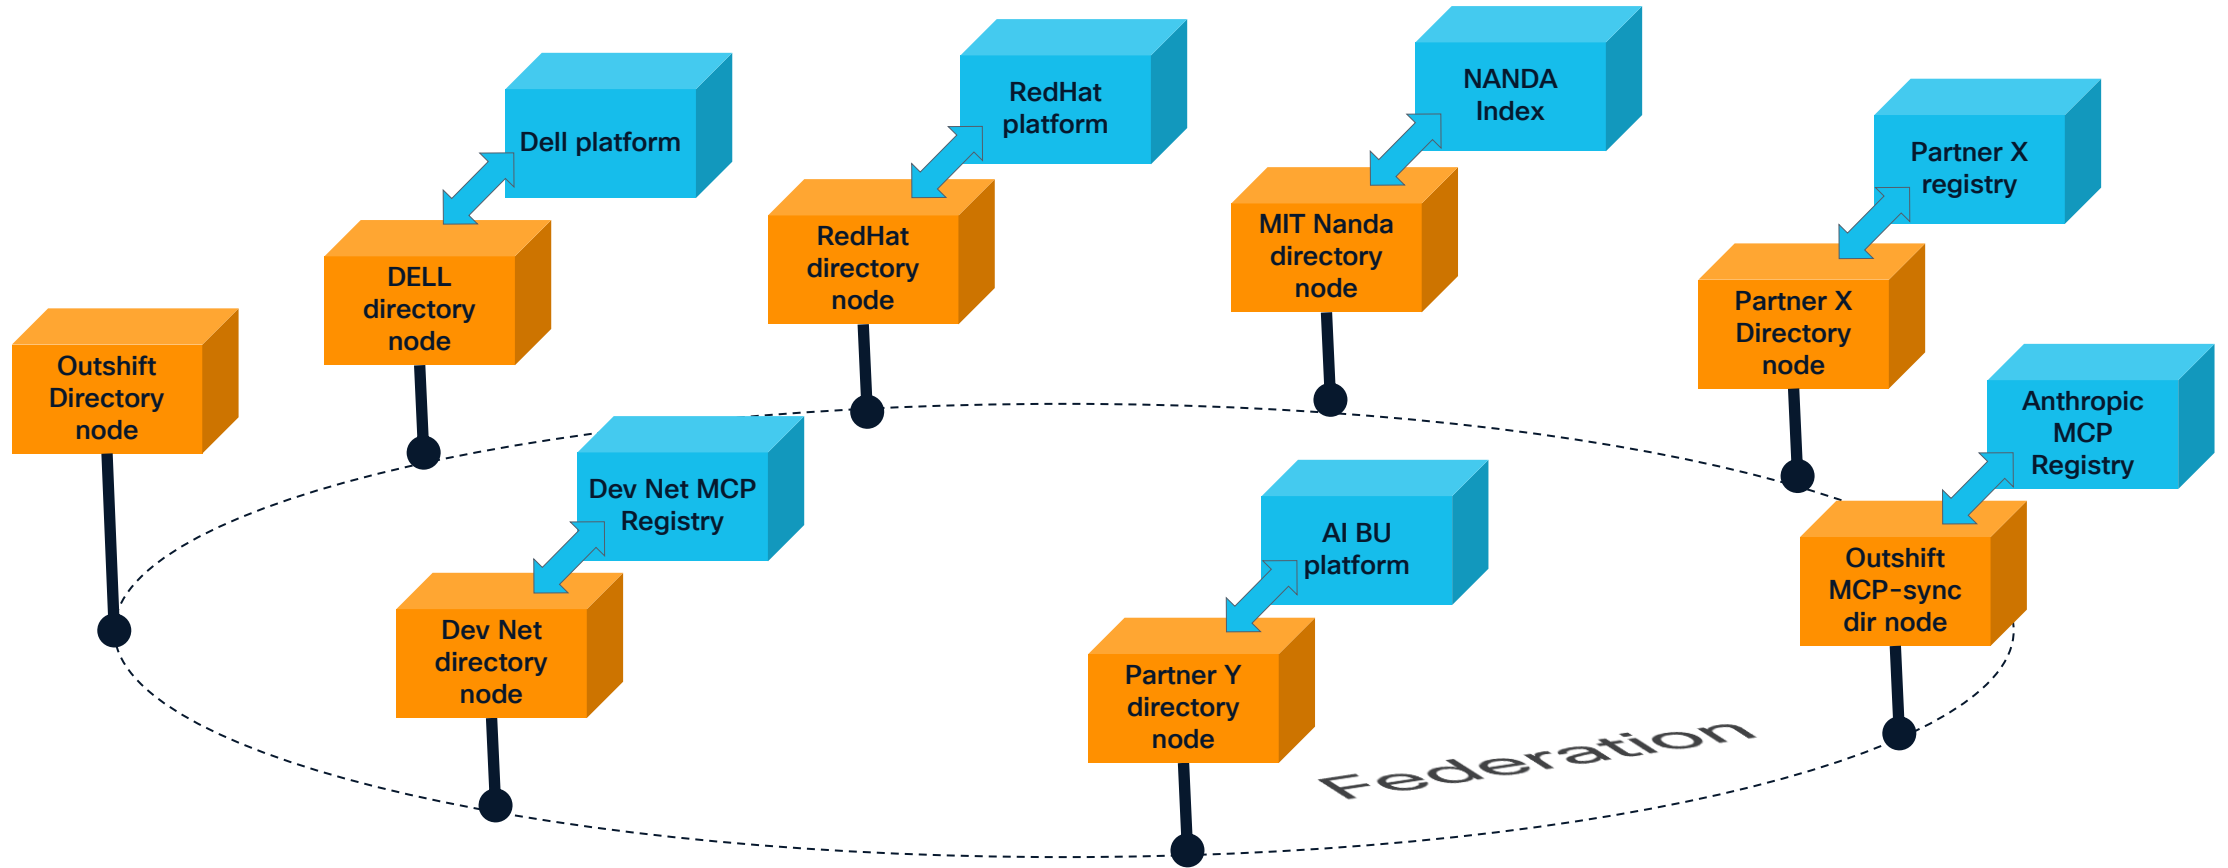 Dell platform
RedHat
platform
NANDA
Index
Partner X
registry
DELL
directory
node
RedHat
directory
node
MIT Nanda
directory
node
Partner X
Directory
node
Outshift
Directory
node
Dev Net MCP
Registry
AI BU
platform
Anthropic
MCP
Registry
Dev Net
directory
node
Partner Y
directory
node
Outshift
MCP-sync
dir node
Federation